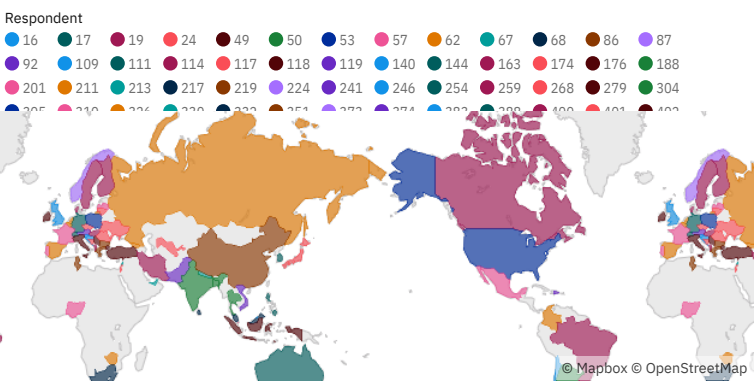 Respondent
16 17 19 24 49 50 53 57 62 67 68 86 87
92 109 111 114 117 118 119 140 144 163 174 176 188
201 211 213 217 219 224 241 246 254 259 268 279 304
© Mapbox © OpenStreetMap